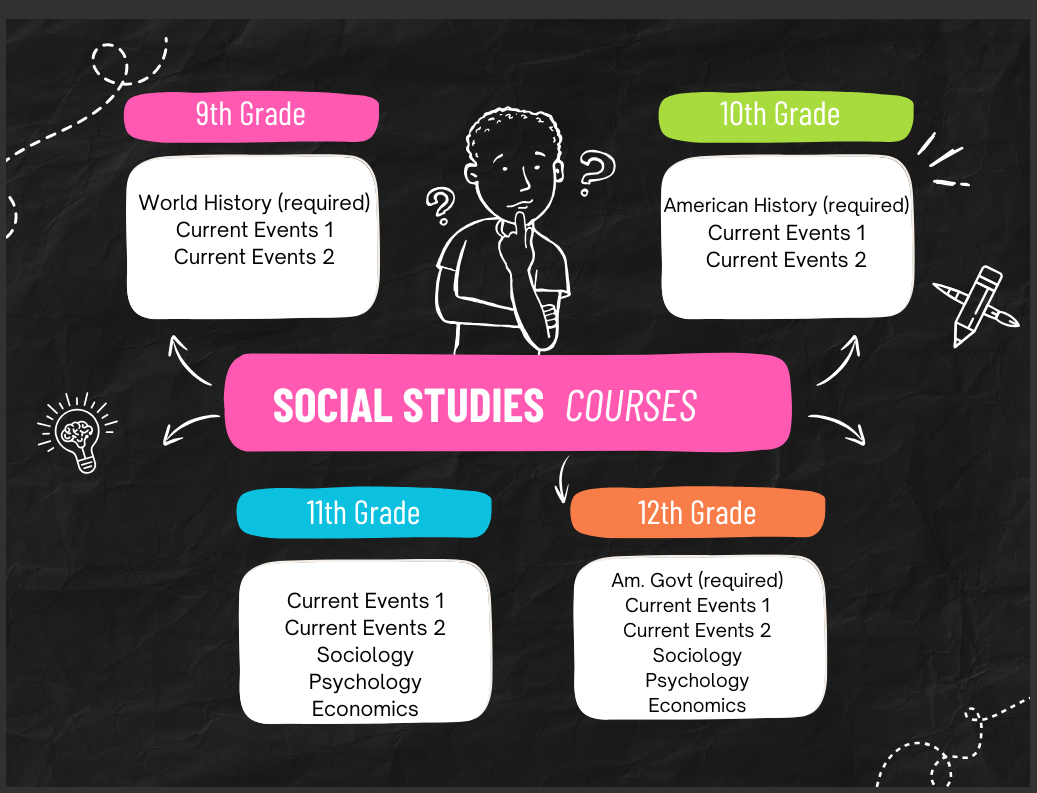 9th Grade
World History (required)
Current Events 1
Current Events 2
?
?
10th Grade
American History (required)
Current Events 1
Current Events 2
SOCIAL STUDIES COURSES
11th Grade
Current Events 1
Current Events 2
Sociology
Psychology
Economics
12th Grade
Am. Govt (required)
Current Events 1
Current Events 2
Sociology
Psychology
Economics